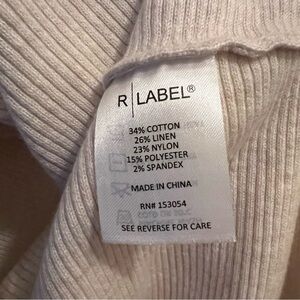 R | LABEL®
34% COTTON
26% LINEN
23% NYLON
15% POLYESTER
2% SPANDEX
MADE IN CHINA
RN# 153054
SEE REVERSE FOR CARE